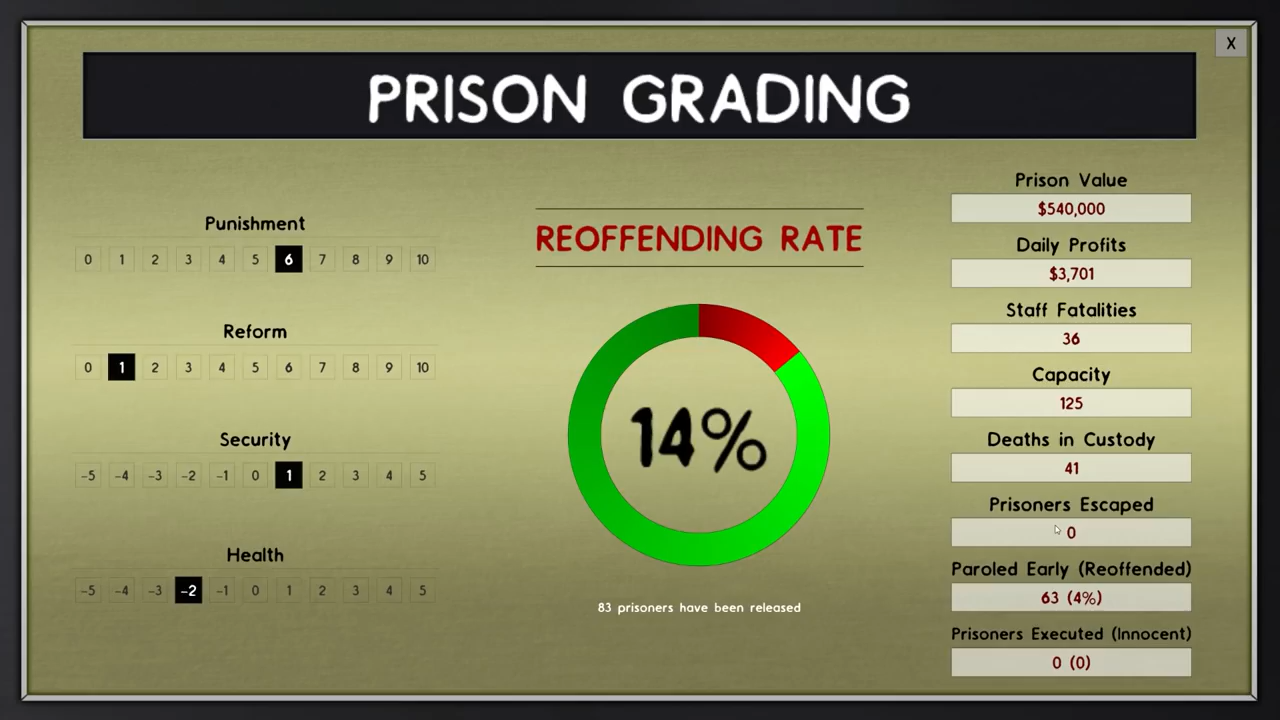 X
PRISON GRADING
Punishment
0 1 2 3 4 5 6 7 8 9 10
Reform
0 1 2 3 4 5 6 7 8 9 10
Security
-5 -4 -3 -2 -1 0 1 2 3 4 5
Health
-5 -4 -3 -2 -1 0 1 2 3 4 5
REOFFENDING RATE
14%
83 prisoners have been released
Prison Value
$540,000
Daily Profits
$3,701
Staff Fatalities
36
Capacity
125
Deaths in Custody
41
Prisoners Escaped
0
Paroled Early (Reoffended)
63 (4%)
Prisoners Executed (Innocent)
0 (0)